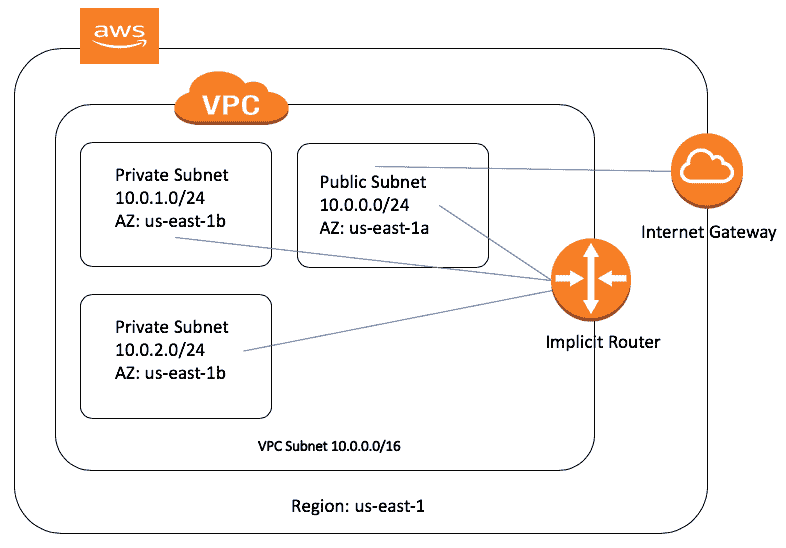 aws
VPC
Private Subnet
10.0.1.0/24
AZ: us-east-1b
Public Subnet
10.0.0.0/24
AZ: us-east-1a
Internet Gateway
Implicit Router
Private Subnet
10.0.2.0/24
AZ: us-east-1b
VPC Subnet 10.0.0.0/16
Region: us-east-1